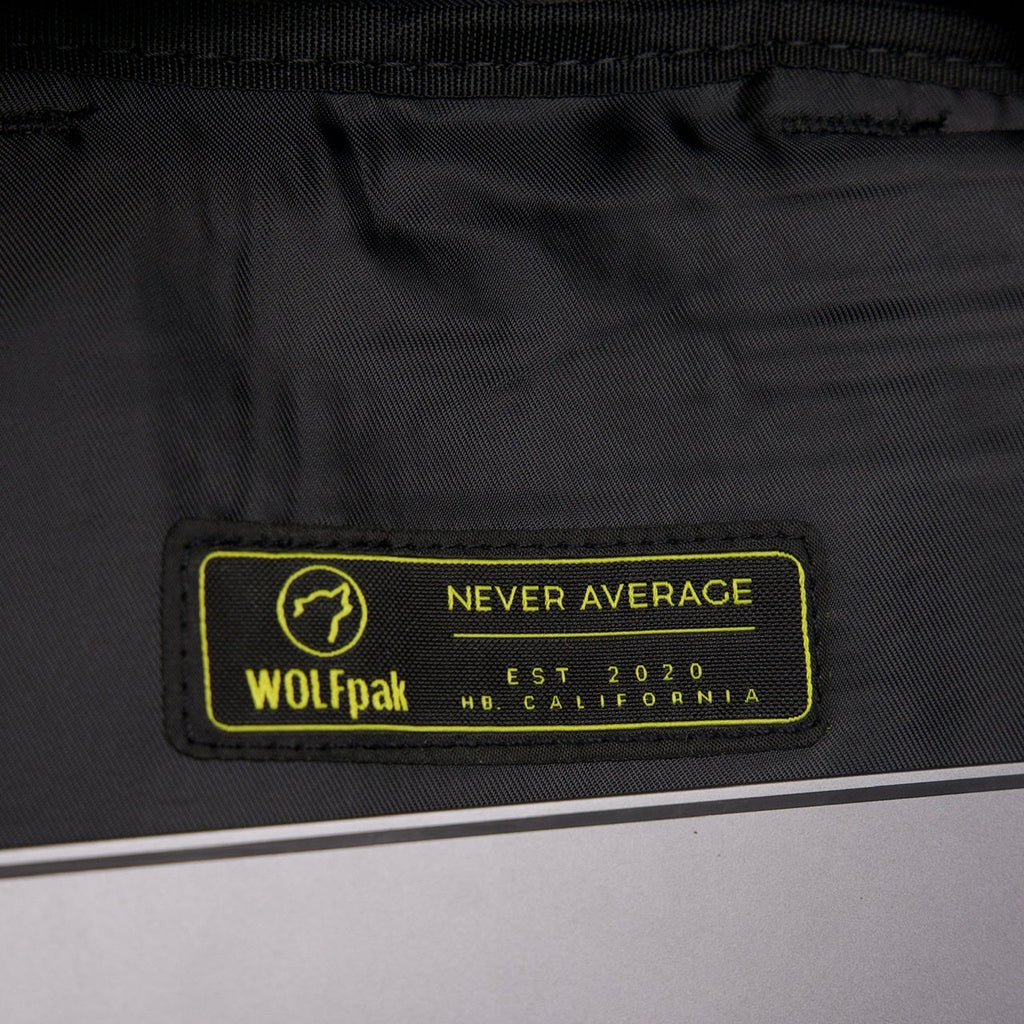 WOLFpak
NEVER AVERAGE
EST 2020
HB. CALIFORNIA